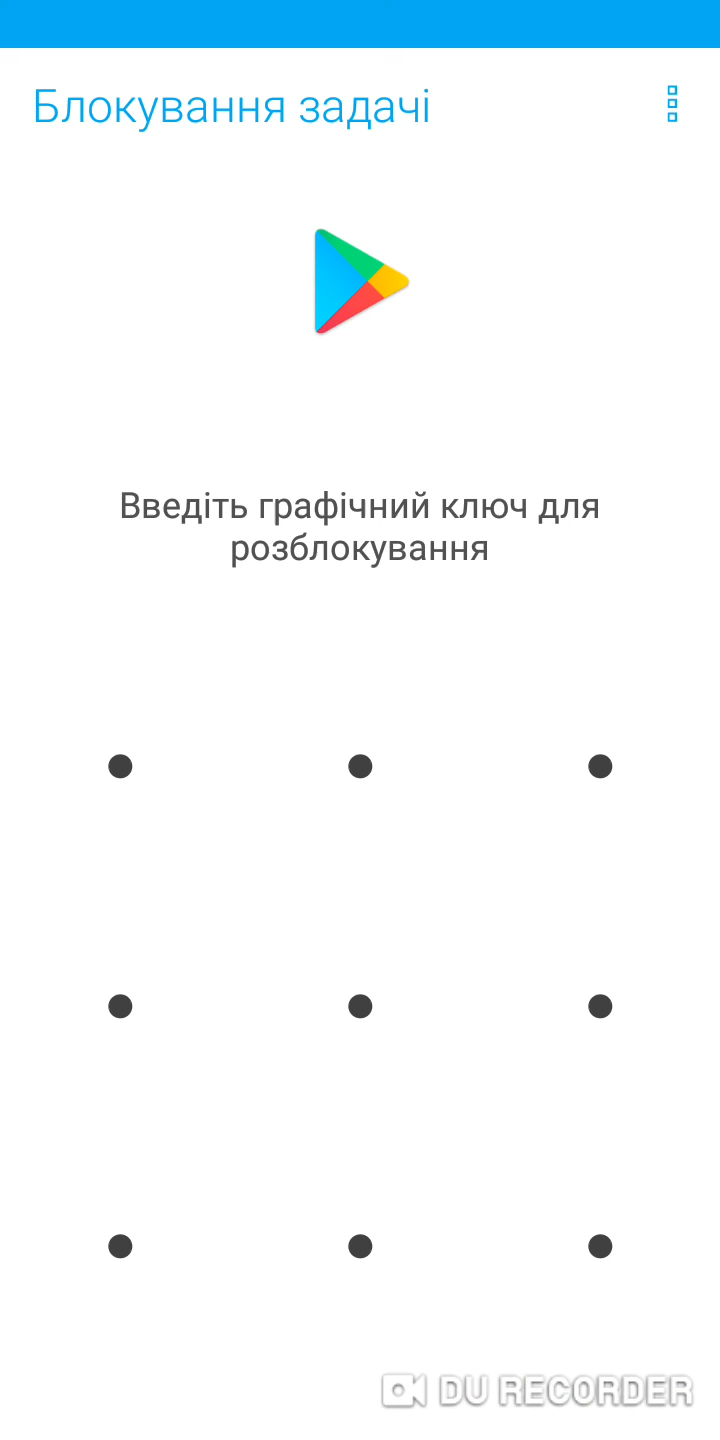 Блокування задачі
Введіть графічний ключ для
розблокування
DU RECORDER